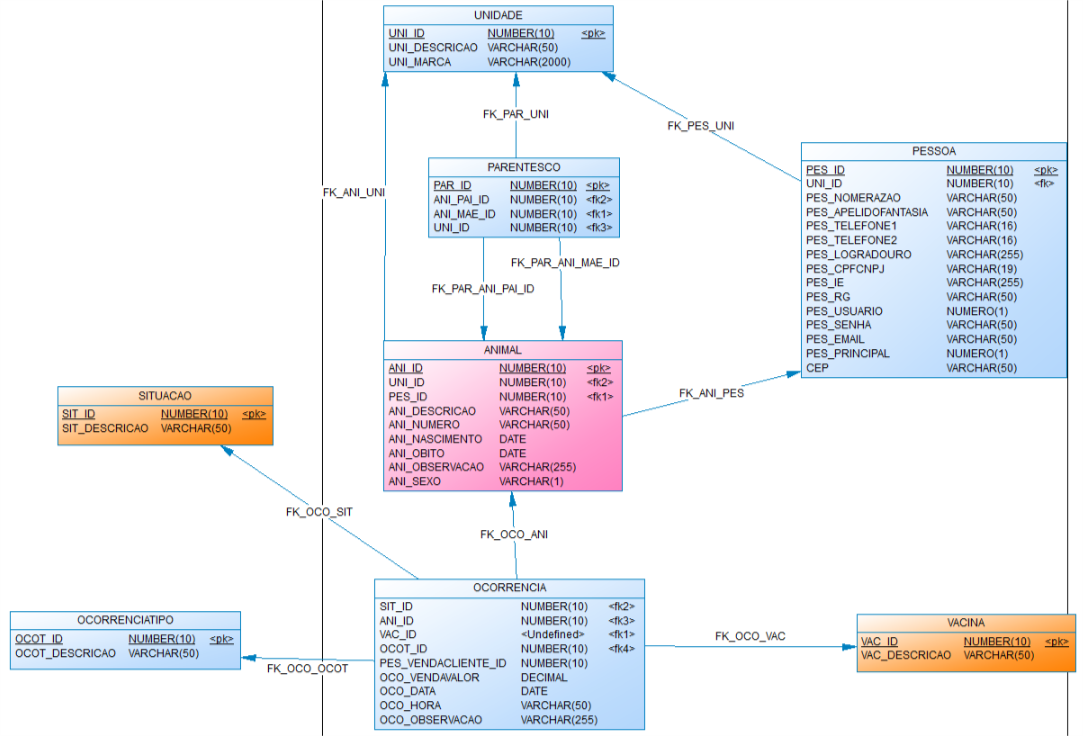 UNIDADE
UNI_ID NUMBER(10) <pk>
UNI_DESCRICAO VARCHAR(50)
UNI_MARCA VARCHAR(2000)
FK_PAR_UNI
FK_PES_UNI
FK_ANI_UNI
PARENTESCO
PAR_ID NUMBER(10) <pk>
ANI_PAI_ID NUMBER(10) <fk2>
ANI_MAE_ID NUMBER(10) <fk1>
UNI_ID NUMBER(10) <fk3>
PESSOA
PES_ID NUMBER(10) <pk>
UNI_ID NUMBER(10) <fk>
PES_NOMERAZAO VARCHAR(50)
PES_APELIDOFANTASIA VARCHAR(50)
PES_TELEFONE1 VARCHAR(16)
PES_TELEFONE2 VARCHAR(16)
PES_LOGRADOURO VARCHAR(255)
PES_CPFCNPJ VARCHAR(19)
PES_IE VARCHAR(255)
PES_RG VARCHAR(50)
PES_USUARIO NUMERO(1)
PES_SENHA VARCHAR(50)
PES_EMAIL VARCHAR(50)
PES_PRINCIPAL NUMERO(1)
CEP VARCHAR(50)
FK_PAR_ANI_MAE_ID
FK_PAR_ANI_PAI_ID
ANIMAL
ANI_ID NUMBER(10) <pk>
UNI_ID NUMBER(10) <fk2>
PES_ID NUMBER(10) <fk1>
ANI_DESCRICAO VARCHAR(50)
ANI_NUMERO VARCHAR(50)
ANI_NASCIMENTO DATE
ANI_OBITO DATE
ANI_OBSERVACAO VARCHAR(255)
ANI_SEXO VARCHAR(1)
FK_ANI_PES
SITUACAO
SIT_ID NUMBER(10) <pk>
SIT_DESCRICAO VARCHAR(50)
FK_OCO_SIT
FK_OCO_ANI
OCORRENCIA
SIT_ID NUMBER(10) <fk2>
ANI_ID NUMBER(10) <fk3>
VAC_ID <Undefined> <fk1>
OCOT_ID NUMBER(10) <fk4>
PES_VENDACLIENTE_ID NUMBER(10)
OCO_VENDAVALOR DECIMAL
OCO_DATA DATE
OCO_HORA VARCHAR(50)
OCO_OBSERVACAO VARCHAR(255)
OCORRENCIATIPO
OCOT_ID NUMBER(10) <pk>
OCOT_DESCRICAO VARCHAR(50)
FK_OCO_OCOT
FK_OCO_VAC
VACINA
VAC_ID NUMBER(10) <pk>
VAC_DESCRICAO VARCHAR(50)